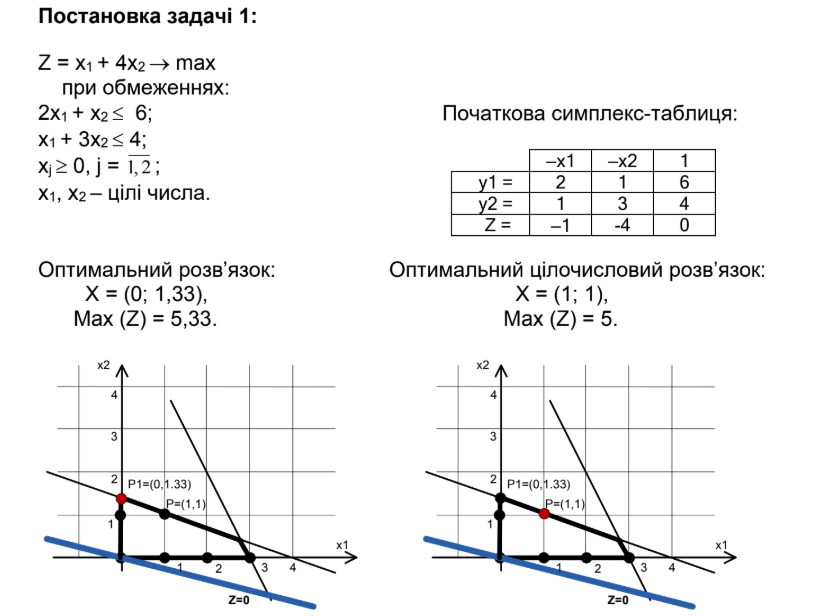 Постановка задачі 1:
Z = x₁ + 4x₂ → max
при обмеженнях:
2x₁ + x₂ ≤ 6;
x₁ + 3x₂ ≤ 4;
xⱼ ≥ 0, j = 1, 2 ;
x₁, x₂ – цілі числа.
Початкова симплекс-таблиця:
–x1 –x2 1
y1 = 2 1 6
y2 = 1 3 4
Z = –1 -4 0
Оптимальний розв’язок:
X = (0; 1,33),
Max (Z) = 5,33.
Оптимальний цілочисловий розв’язок:
X = (1; 1),
Max (Z) = 5.
x2
4
3
2
P1=(0,1.33)
P=(1,1)
1
x1
1 2 3 4
Z=0
x2
4
3
2
P1=(0,1.33)
P=(1,1)
1
x1
1 2 3 4
Z=0